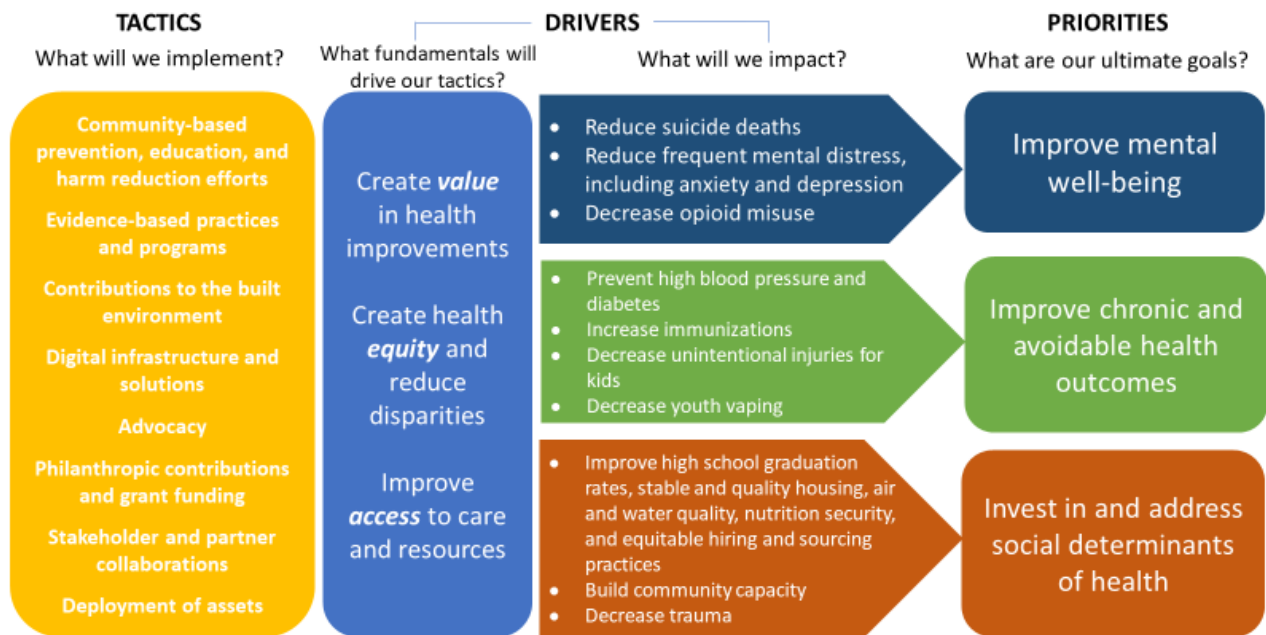 TACTICS
What will we implement?
Community-based
prevention, education, and
harm reduction efforts
Evidence-based practices
and programs
Contributions to the built
environment
Digital infrastructure and
solutions
Advocacy
Philanthropic contributions
and grant funding
Stakeholder and partner
collaborations
Deployment of assets
DRIVERS
What fundamentals will
drive our tactics?
Create value
in health
improvements
Create health
equity and
reduce
disparities
Improve
access to care
and resources
What will we impact?
• Reduce suicide deaths
• Reduce frequent mental distress,
including anxiety and depression
• Decrease opioid misuse
• Prevent high blood pressure and
diabetes
• Increase immunizations
• Decrease unintentional injuries for
kids
• Decrease youth vaping
• Improve high school graduation
rates, stable and quality housing, air
and water quality, nutrition security,
and equitable hiring and sourcing
practices
• Build community capacity
• Decrease trauma
PRIORITIES
What are our ultimate goals?
Improve mental
well-being
Improve chronic and
avoidable health
outcomes
Invest in and address
social determinants
of health